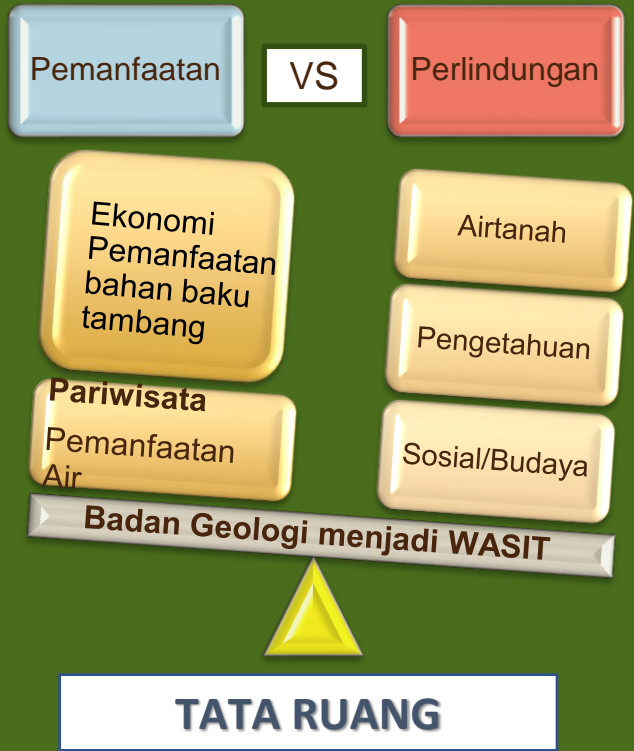 Pemanfaatan
VS
Perlindungan
Ekonomi
Pemanfaatan
bahan baku
tambang
Pariwisata
Pemanfaatan
Air
Airtanah
Pengetahuan
Sosial/Budaya
Badan Geologi menjadi WASIT
TATA RUANG